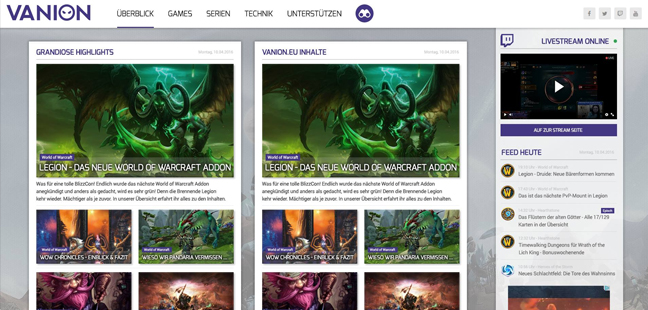 VANION
ÜBERBLICK GAMES SERIEN TECHNIK UNTERSTÜTZEN
GRANDIOSE HIGHLIGHTS
World of Warcraft
LEGION - DAS NEUE WORLD OF WARCRAFT ADDON
Was für eine tolle BlizzCon! Endlich wurde das nächste World of Warcraft Addon
angekündigt und anders als gedacht, wird es sehr grün! Denn die Brennende Legion
kehr wieder. Mächtiger als je zuvor. In unserer Übersicht erfahrt ihr alles zu den Inhalten.
World of Warcraft
WOW CHRONICLES - EINBLICK & FAZIT
World of Warcraft
WIESO WIR PANDARIA VERMISSEN ...
VANION.EU INHALTE
World of Warcraft
LEGION - DAS NEUE WORLD OF WARCRAFT ADDON
Was für eine tolle BlizzCon! Endlich wurde das nächste World of Warcraft Addon
angekündigt und anders als gedacht, wird es sehr grün! Denn die Brennende Legion
kehr wieder. Mächtiger als je zuvor. In unserer Übersicht erfahrt ihr alles zu den Inhalten.
World of Warcraft
WOW CHRONICLES - EINBLICK & FAZIT
World of Warcraft
WIESO WIR PANDARIA VERMISSEN ...
LIVESTREAM ONLINE
AUF ZUR STREAM SEITE
FEED HEUTE
Legion - Druide: Neue Bärenformen kommen
Das ist das nächste PvP-Mount in Legion
Das Flüstern der alten Götter - Alle 17/129
Karten in der Übersicht
Timewalking Dungeons für Wrath of the
Lich King - Bonuswochenende
Neues Schlachtfeld: Die Tore des Wahnsinns